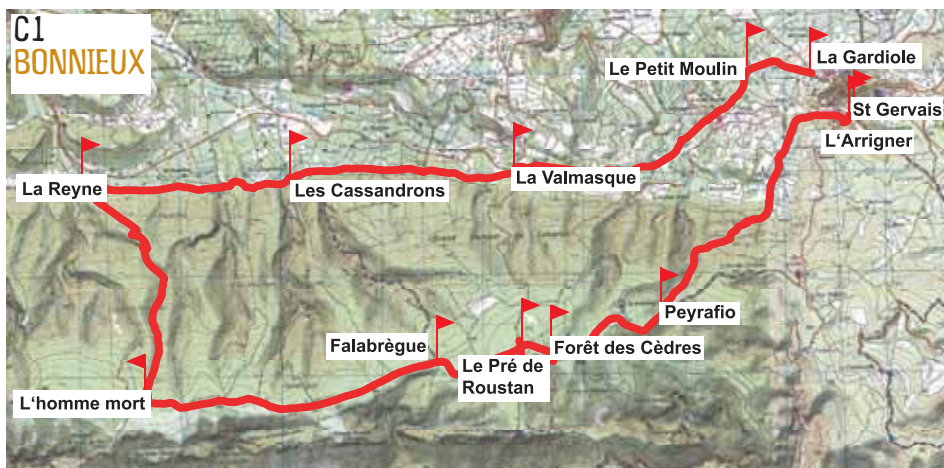 C1
BONNIEUX
La Gardiole
Le Petit Moulin
St Gervais
L'Arrigner
La Valmasque
La Reyne
Les Cassandrons
Peyrafio
Falabrègue
Forêt des Cèdres
Le Pré de
Roustan
L'homme mort